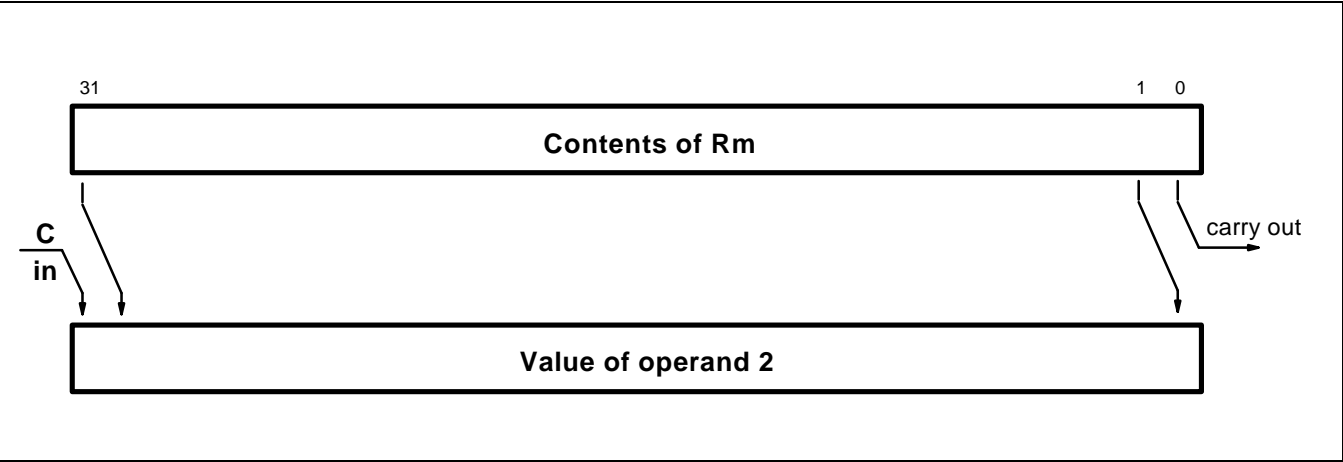 31 1 0
Contents of Rm
C
in
carry out
Value of operand 2